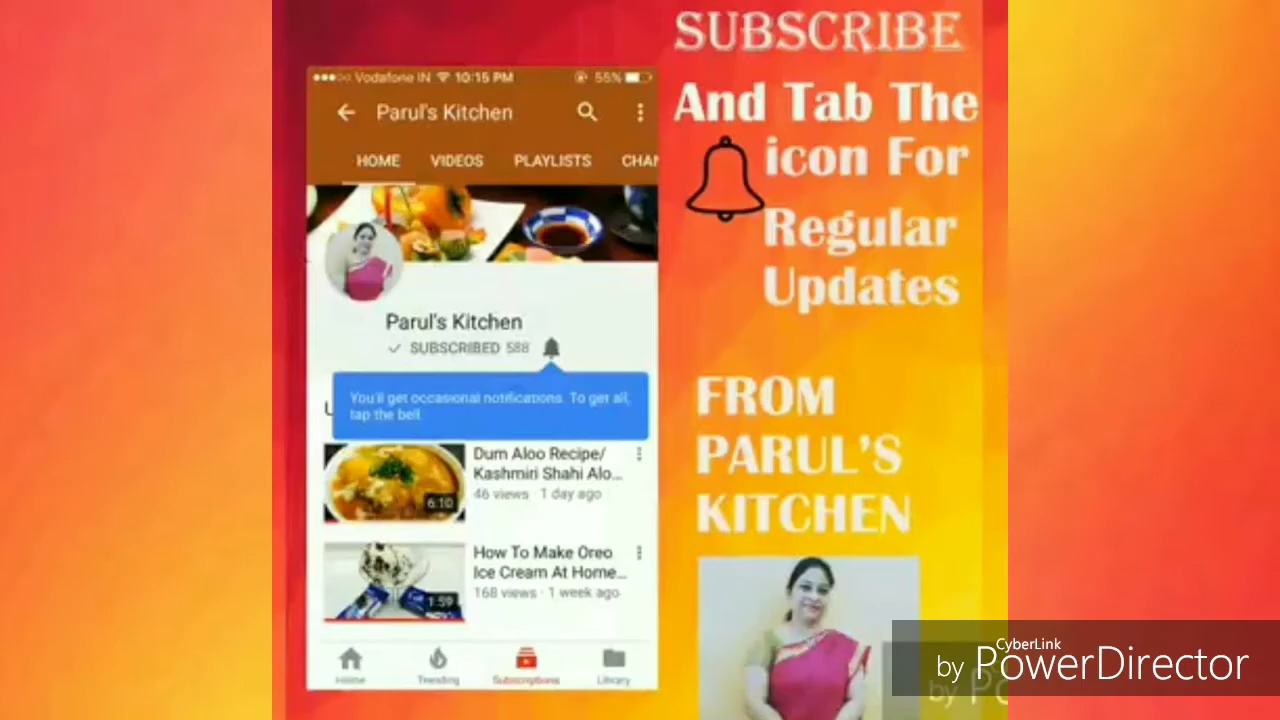 Vodafone IN 10:15 PM 55%
Parul's Kitchen
HOME VIDEOS PLAYLISTS CHAN
Parul's Kitchen
SUBSCRIBED 588
You'll get occasional notifications. To get all,
tap the bell
Dum Aloo Recipe/
Kashmiri Shahi Alo...
46 views · 1 day ago
6:10
How To Make Oreo
Ice Cream At Home...
168 views · 1 week ago
1:59
Home Trending Subscriptions Library
SUBSCRIBE
And Tab The
icon For
Regular
Updates
FROM
PARUL'S
KITCHEN
CyberLink
by PowerDirector